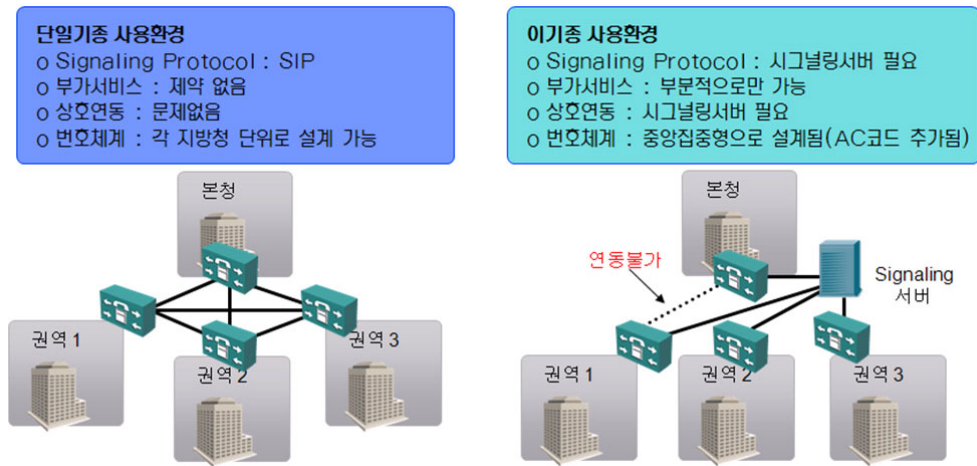 단일기종 사용환경
o Signaling Protocol : SIP
o 부가서비스 : 제약 없음
o 상호연동 : 문제없음
o 번호체계 : 각 지방청 단위로 설계 가능
본청
권역 1
권역 2
권역 3
이기종 사용환경
o Signaling Protocol : 시그널링서버 필요
o 부가서비스 : 부분적으로만 가능
o 상호연동 : 시그널링서버 필요
o 번호체계 : 중앙집중형으로 설계됨(AC코드 추가됨)
본청
연동불가
Signaling
서버
권역 1
권역 2
권역 3